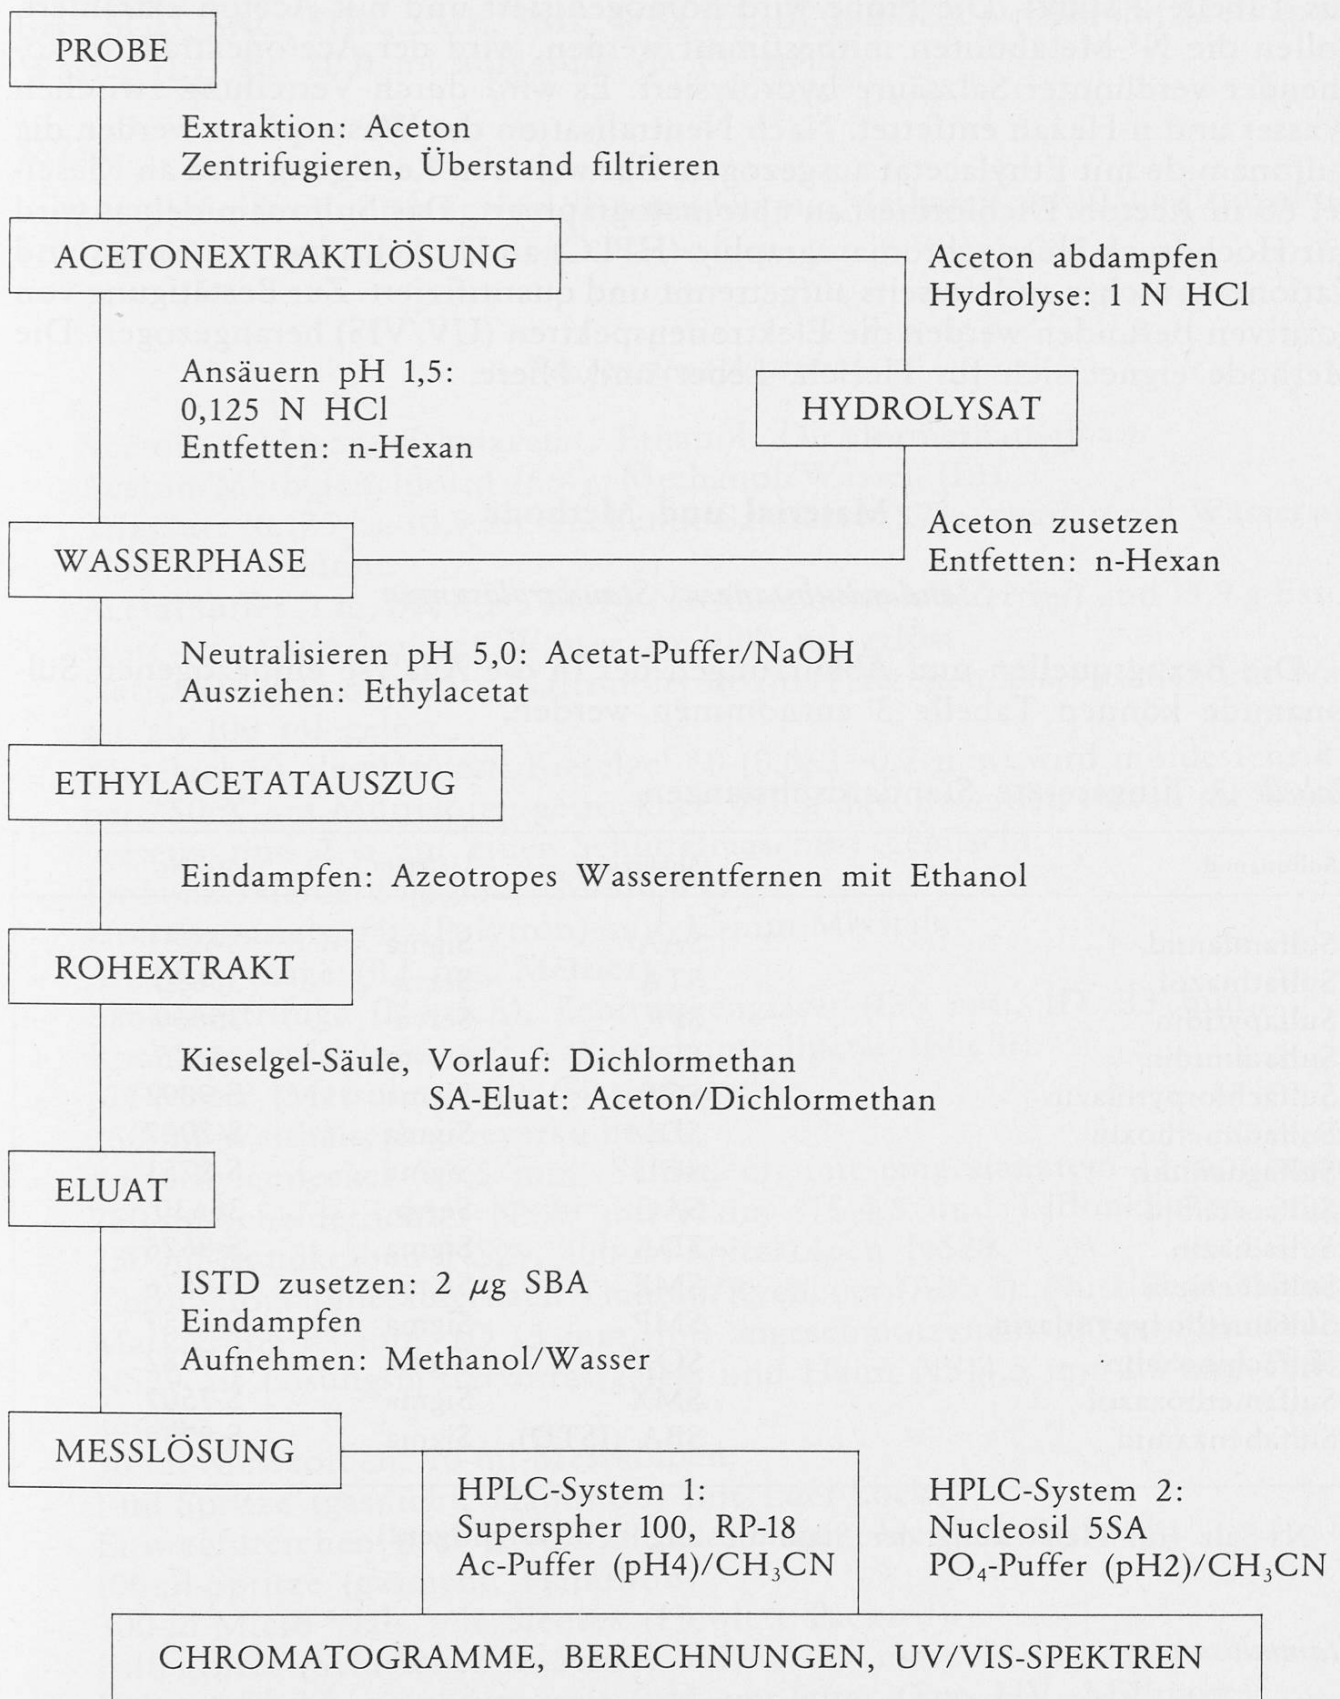 PROBE
Extraktion: Aceton
Zentrifugieren, Überstand filtrieren
ACETONEXTRAKTLÖSUNG
Aceton abdampfen
Hydrolyse: 1 N HCl
Ansäuern pH 1,5:
0,125 N HCl
Entfetten: n-Hexan
HYDROLYSAT
Aceton zusetzen
Entfetten: n-Hexan
WASSERPHASE
Neutralisieren pH 5,0: Acetat-Puffer/NaOH
Ausziehen: Ethylacetat
ETHYLACETATAUSZUG
Eindampfen: Azeotropes Wasserentfernen mit Ethanol
ROHEXTRAKT
Kieselgel-Säule, Vorlauf: Dichlormethan
SA-Eluat: Aceton/Dichlormethan
ELUAT
ISTD zusetzen: 2 µg SBA
Eindampfen
Aufnehmen: Methanol/Wasser
MESSLÖSUNG
HPLC-System 1:
Superspher 100, RP-18
Ac-Puffer (pH4)/CH₃CN
HPLC-System 2:
Nucleosil 5SA
PO₄-Puffer (pH2)/CH₃CN
CHROMATOGRAMME, BERECHNUNGEN, UV/VIS-SPEKTREN